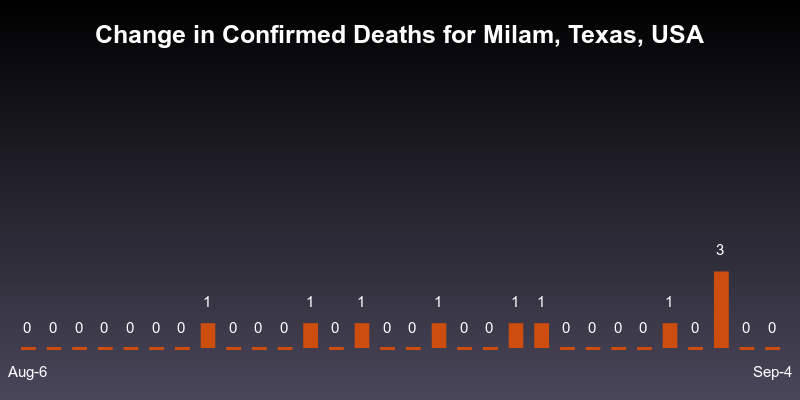 Change in Confirmed Deaths for Milam, Texas, USA
3
1 1 1 1 1 1 1
0 0 0 0 0 0 0 0 0 0 0 0 0 0 0 0 0 0 0 0 0 0
Aug-6 Sep-4